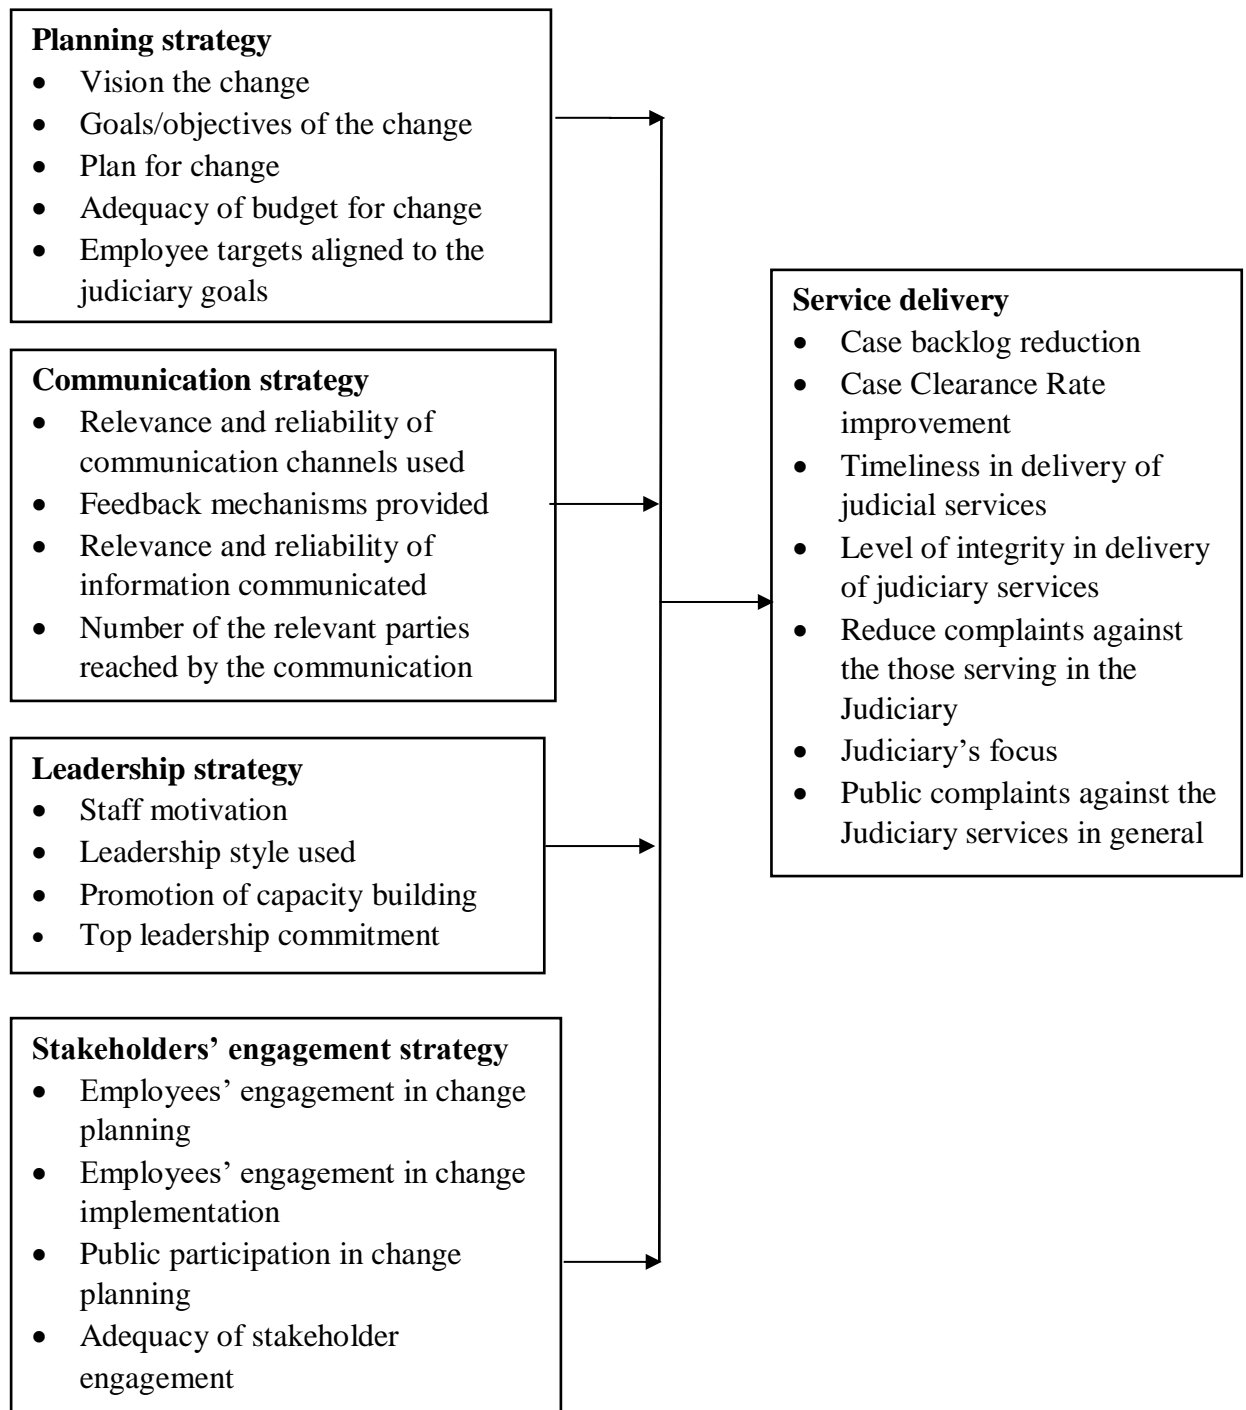 Planning strategy
• Vision the change
• Goals/objectives of the change
• Plan for change
• Adequacy of budget for change
• Employee targets aligned to the
judiciary goals
Communication strategy
• Relevance and reliability of
communication channels used
• Feedback mechanisms provided
• Relevance and reliability of
information communicated
• Number of the relevant parties
reached by the communication
Leadership strategy
• Staff motivation
• Leadership style used
• Promotion of capacity building
• Top leadership commitment
Stakeholders’ engagement strategy
• Employees’ engagement in change
planning
• Employees’ engagement in change
implementation
• Public participation in change
planning
• Adequacy of stakeholder
engagement
Service delivery
• Case backlog reduction
• Case Clearance Rate
improvement
• Timeliness in delivery of
judicial services
• Level of integrity in delivery
of judiciary services
• Reduce complaints against
the those serving in the
Judiciary
• Judiciary’s focus
• Public complaints against the
Judiciary services in general